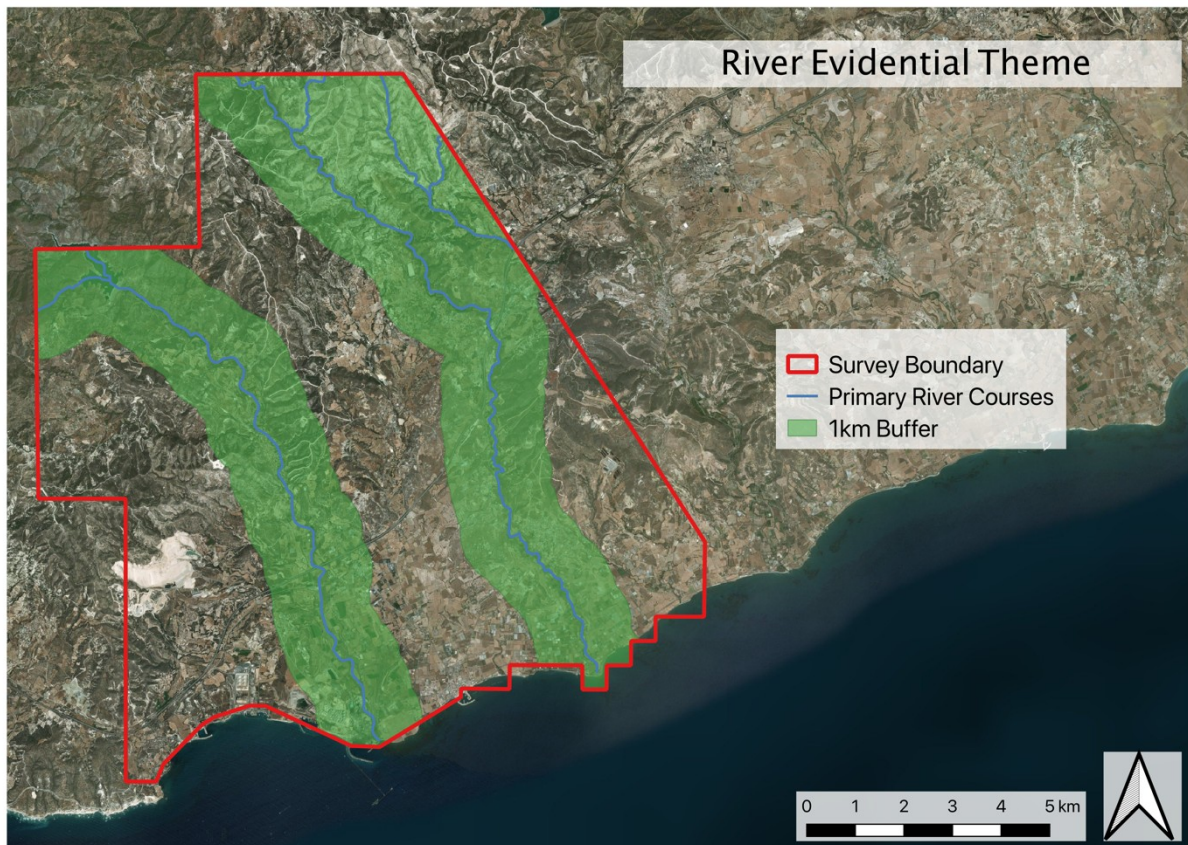 River Evidential Theme
Survey Boundary
Primary River Courses
1km Buffer
0 1 2 3 4 5 km